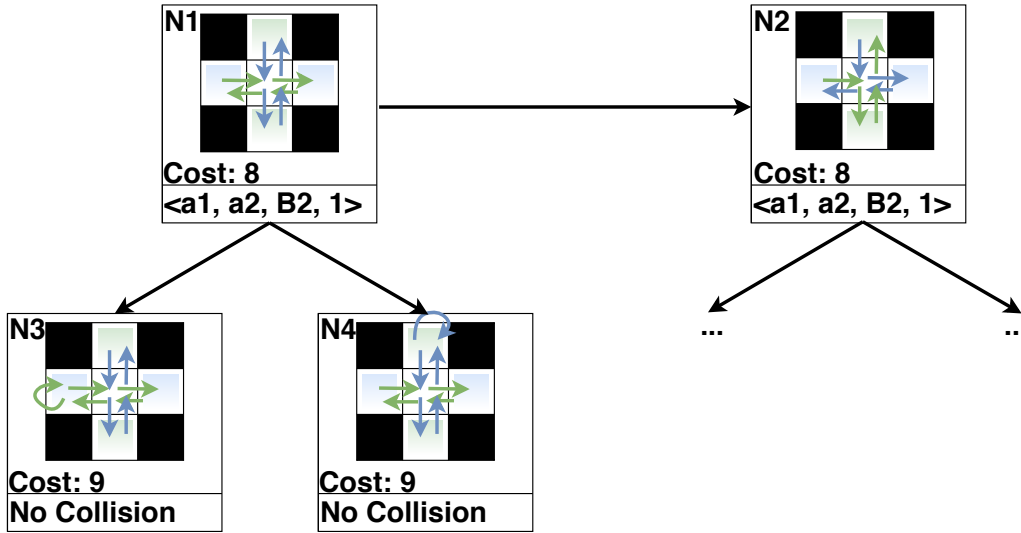 N1
Cost: 8
<a1, a2, B2, 1>
N2
Cost: 8
<a1, a2, B2, 1>
N3
Cost: 9
No Collision
N4
Cost: 9
No Collision
...
..